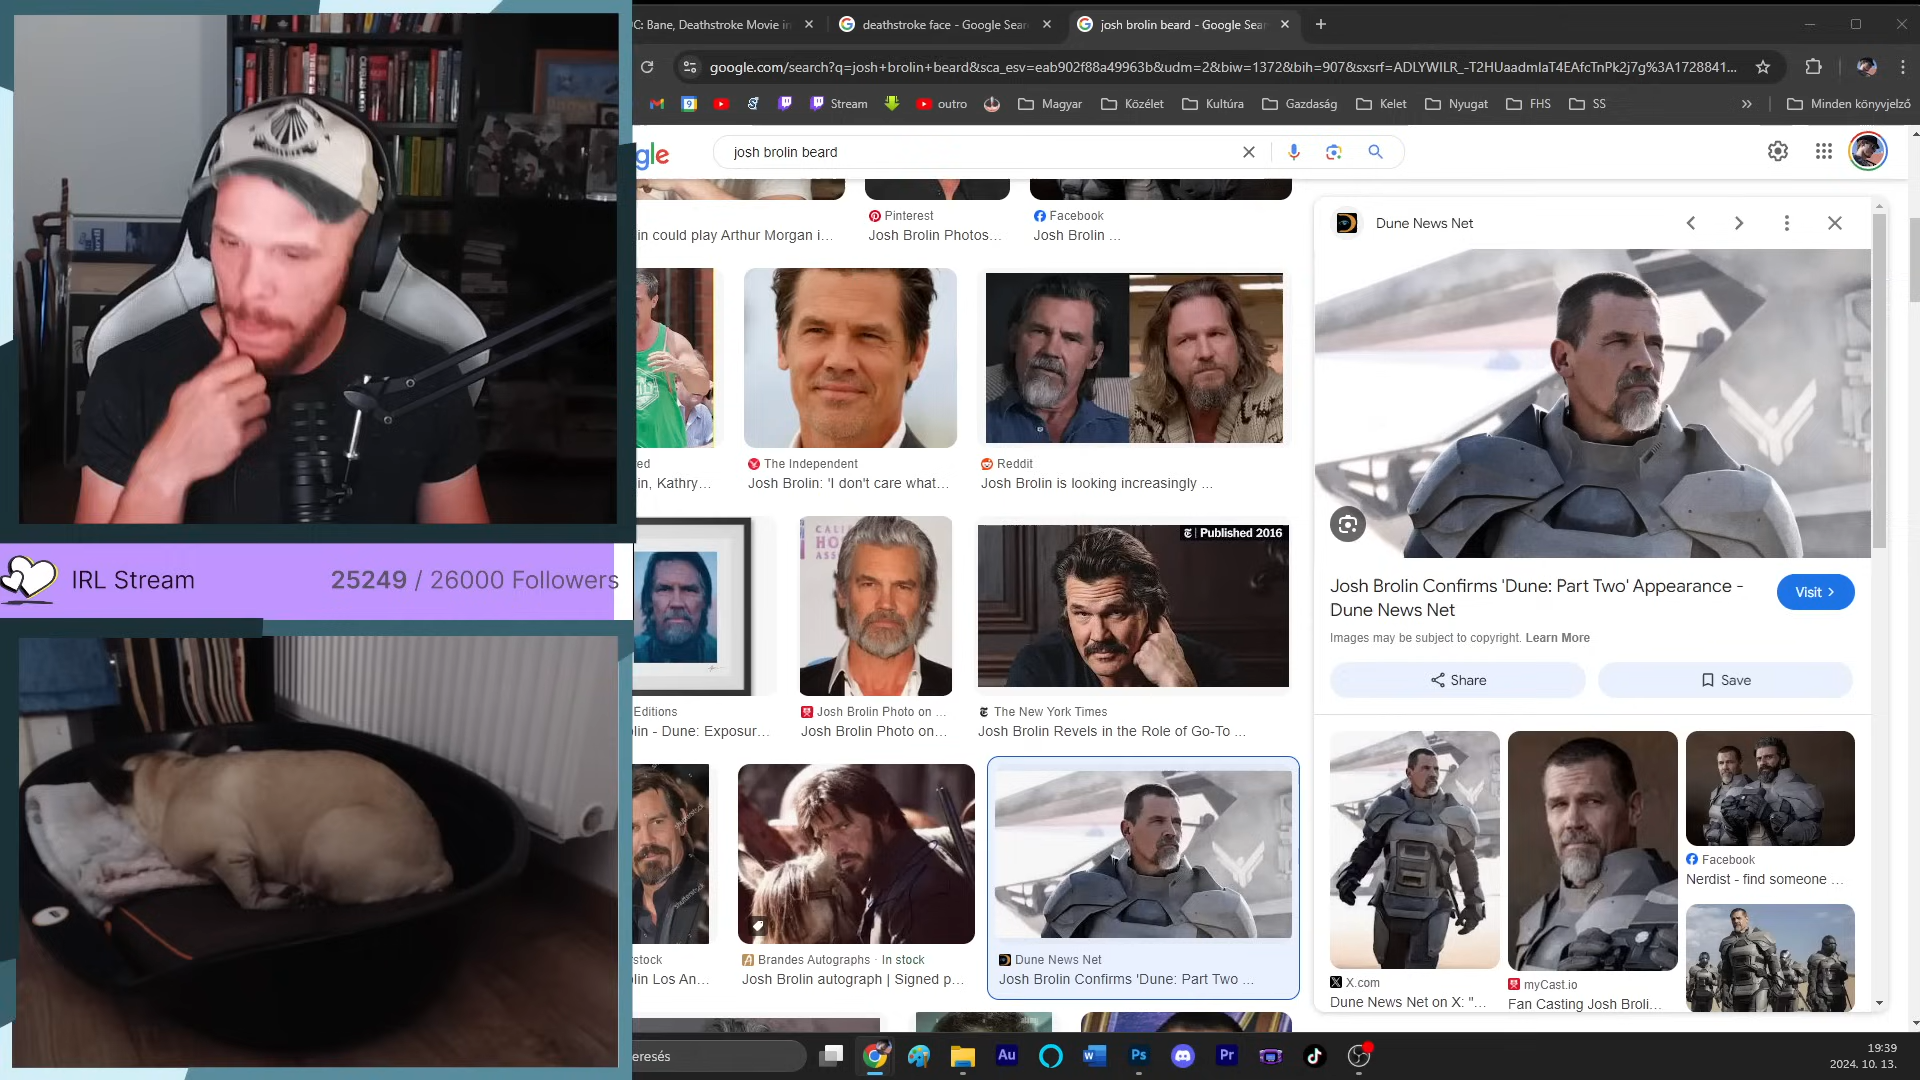 C: Bane, Deathstroke Movie in
deathstroke face - Google Sear
josh brolin beard - Google Sear
google.com/search?q=josh+brolin+beard&sca_esv=eab902f88a49963b&udm=2&biw=1372&bih=907&sxsrf=ADLYWILR_-T2HUaadmlaT4EAfcTnPk2j7g%3A1728841...
Stream
outro
Magyar
Közélet
Kultúra
Gazdaság
Kelet
Nyugat
FHS
SS
Minden könyvjelző
gle
josh brolin beard
Pinterest
Facebook
in could play Arthur Morgan i...
Josh Brolin Photos...
Josh Brolin ...
ed
The Independent
Reddit
in, Kathry...
Josh Brolin: 'I don't care what...
Josh Brolin is looking increasingly ...
Published 2016
Editions
Josh Brolin Photo on ...
The New York Times
lin - Dune: Exposur...
Josh Brolin Photo on...
Josh Brolin Revels in the Role of Go-To ...
stock
Brandes Autographs · In stock
Dune News Net
lin Los An...
Josh Brolin autograph | Signed p...
Josh Brolin Confirms 'Dune: Part Two ...
Dune News Net
Josh Brolin Confirms 'Dune: Part Two' Appearance -
Dune News Net
Visit
Images may be subject to copyright. Learn More
Share
Save
X.com
Dune News Net on X: "...
myCast.io
Fan Casting Josh Broli...
Facebook
Nerdist - find someone ...
IRL Stream
25249 / 26000 Followers
eresés
Au
Ps
Pr
19:39
2024. 10. 13.